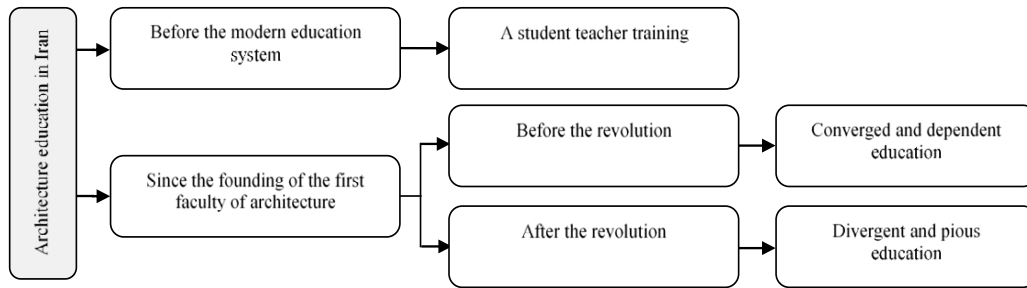 Architecture education in Iran
Before the modern education
system
A student teacher training
Since the founding of the first
faculty of architecture
Before the revolution
Converged and dependent
education
After the revolution
Divergent and pious
education